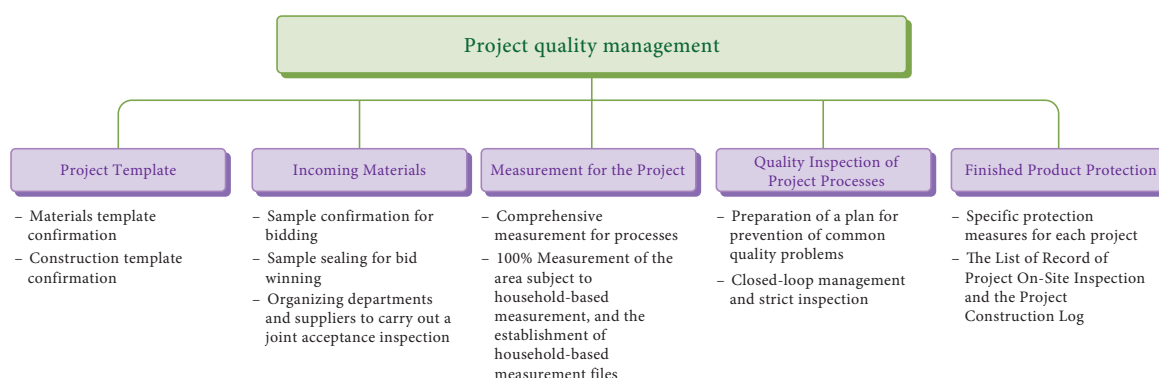 Project quality management
Project Template
– Materials template
confirmation
– Construction template
confirmation
Incoming Materials
– Sample confirmation for
bidding
– Sample sealing for bid
winning
– Organizing departments
and suppliers to carry out a
joint acceptance inspection
Measurement for the Project
– Comprehensive
measurement for processes
– 100% Measurement of the
area subject to
household-based
measurement, and the
establishment of
household-based
measurement files
Quality Inspection of
Project Processes
– Preparation of a plan for
prevention of common
quality problems
– Closed-loop management
and strict inspection
Finished Product Protection
– Specific protection
measures for each project
– The List of Record of
Project On-Site Inspection
and the Project
Construction Log